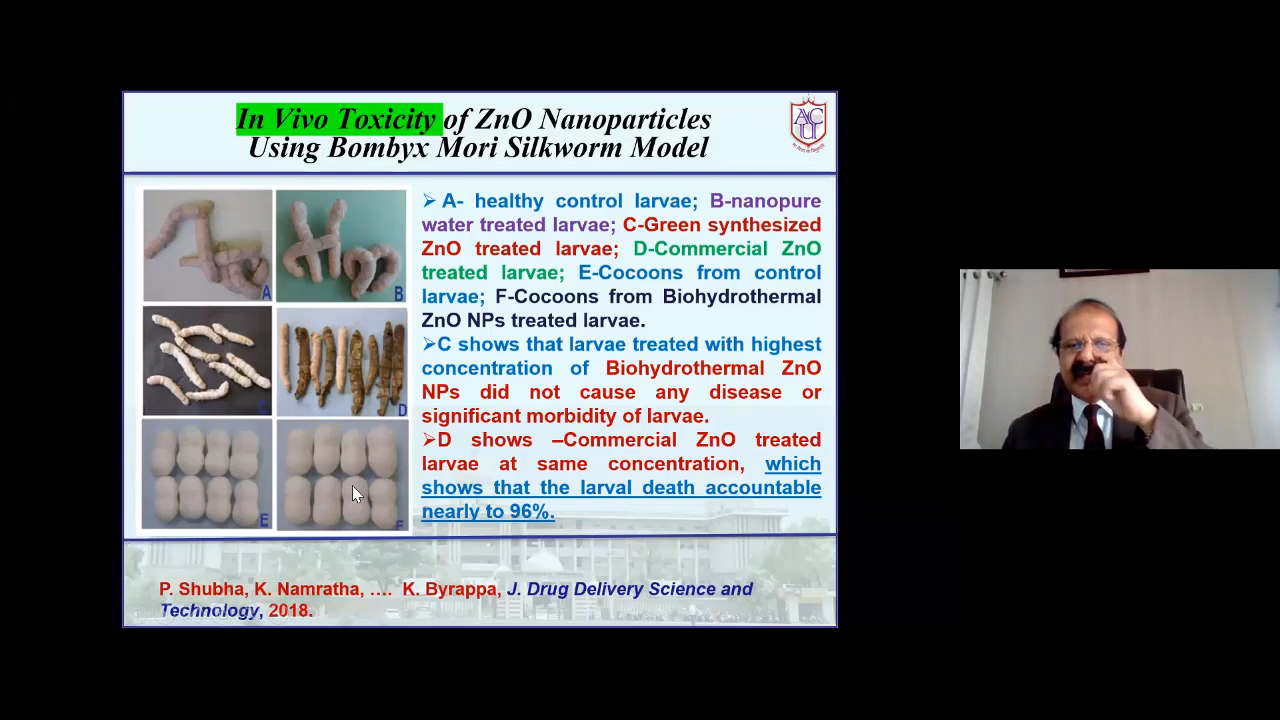 In Vivo Toxicity of ZnO Nanoparticles
Using Bombyx Mori Silkworm Model
ACU
A
B
C
D
E
F
➢ A- healthy control larvae; B-nanopure
water treated larvae; C-Green synthesized
ZnO treated larvae; D-Commercial ZnO
treated larvae; E-Cocoons from control
larvae; F-Cocoons from Biohydrothermal
ZnO NPs treated larvae.
➢C shows that larvae treated with highest
concentration of Biohydrothermal ZnO
NPs did not cause any disease or
significant morbidity of larvae.
➢D shows –Commercial ZnO treated
larvae at same concentration, which
shows that the larval death accountable
nearly to 96%.
P. Shubha, K. Namratha, …. K. Byrappa, J. Drug Delivery Science and
Technology, 2018.